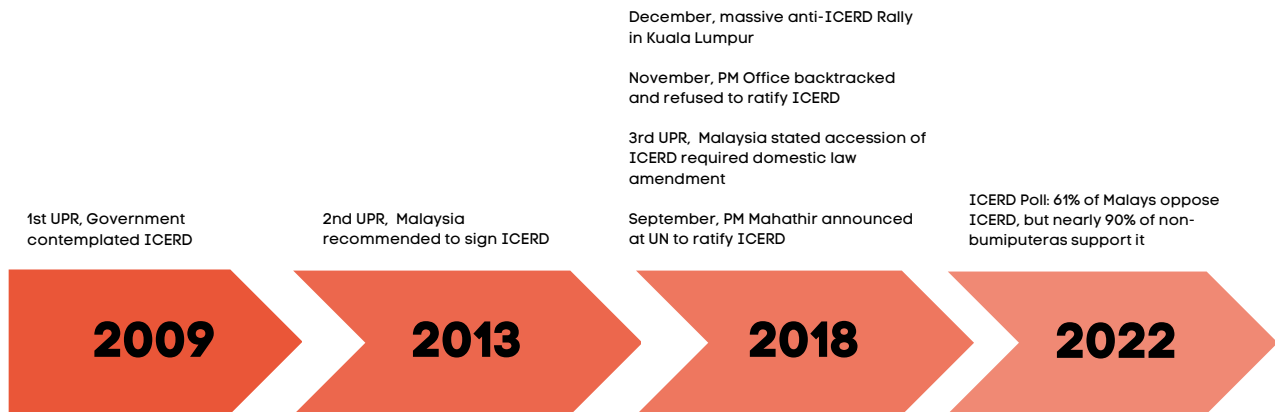 1st UPR, Government
contemplated ICERD
2009
2nd UPR, Malaysia
recommended to sign ICERD
2013
December, massive anti-ICERD Rally
in Kuala Lumpur
November, PM Office backtracked
and refused to ratify ICERD
3rd UPR, Malaysia stated accession of
ICERD required domestic law
amendment
September, PM Mahathir announced
at UN to ratify ICERD
2018
ICERD Poll: 61% of Malays oppose
ICERD, but nearly 90% of non-
bumiputeras support it
2022